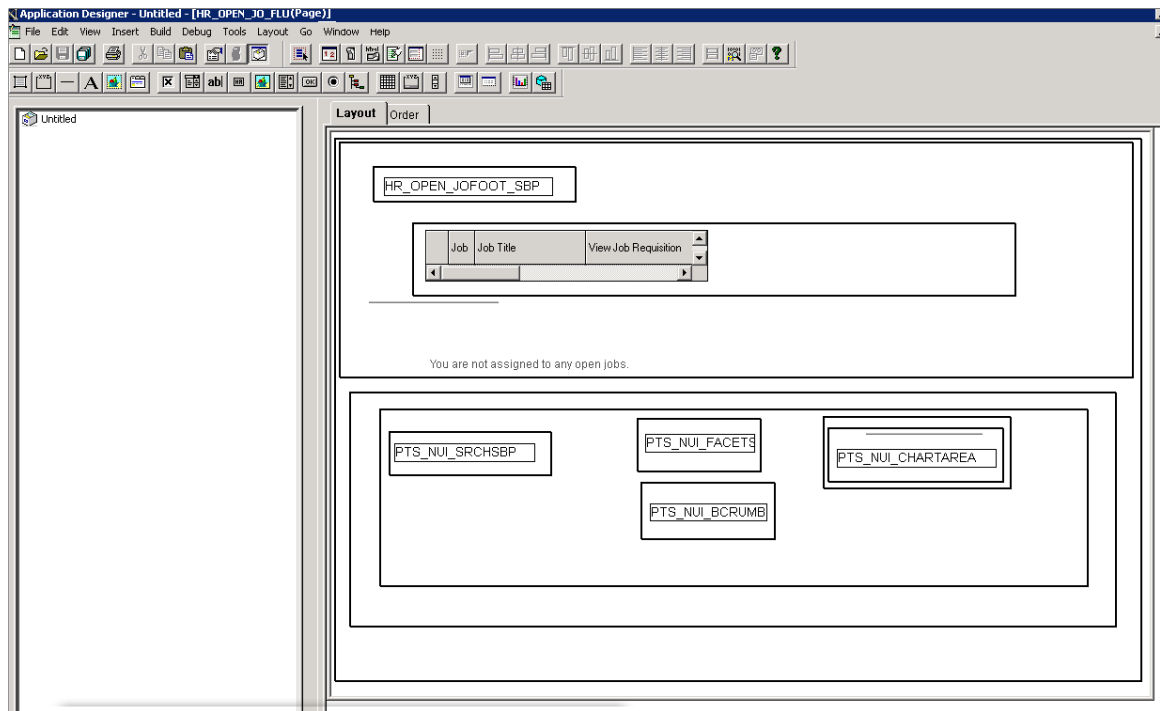 Application Designer - Untitled - [HR_OPEN_JO_FLU(Page)]
File Edit View Insert Build Debug Tools Layout Go Window Help
Untitled
Layout Order
HR_OPEN_JOFOOT_SBP
Job Job Title View Job Requisition
You are not assigned to any open jobs.
PTS_NUI_SRCHSBP
PTS_NUI_FACETS
PTS_NUI_CHARTAREA
PTS_NUI_BCRUMB